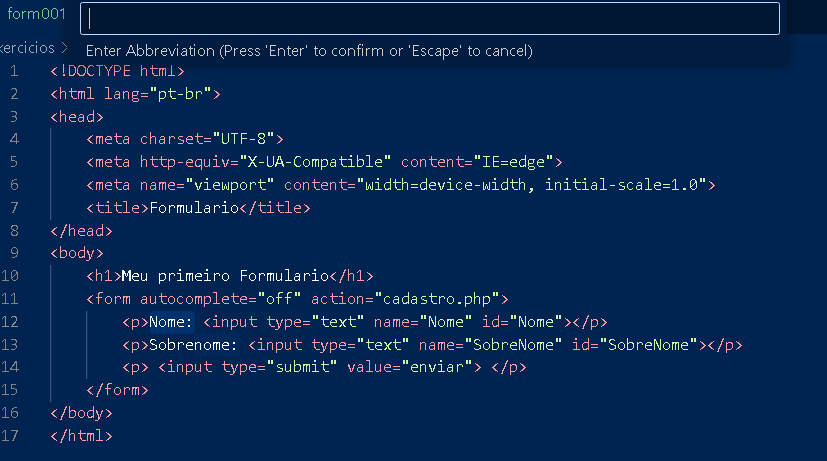 form001
Enter Abbreviation (Press 'Enter' to confirm or 'Escape' to cancel)
xercicios >
1 <!DOCTYPE html>
2 <html lang="pt-br">
3 <head>
4 <meta charset="UTF-8">
5 <meta http-equiv="X-UA-Compatible" content="IE=edge">
6 <meta name="viewport" content="width=device-width, initial-scale=1.0">
7 <title>Formulario</title>
8 </head>
9 <body>
10 <h1>Meu primeiro Formulario</h1>
11 <form autocomplete="off" action="cadastro.php">
12 <p>Nome: <input type="text" name="Nome" id="Nome"></p>
13 <p>Sobrenome: <input type="text" name="SobreNome" id="SobreNome"></p>
14 <p> <input type="submit" value="enviar"> </p>
15 </form>
16 </body>
17 </html>